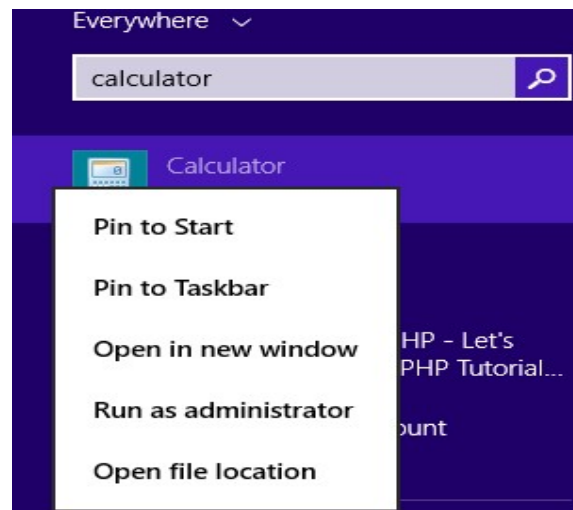 Everywhere
calculator
Calculator
Pin to Start
Pin to Taskbar
Open in new window
HP - Let's
PHP Tutorial...
Run as administrator
ount
Open file location